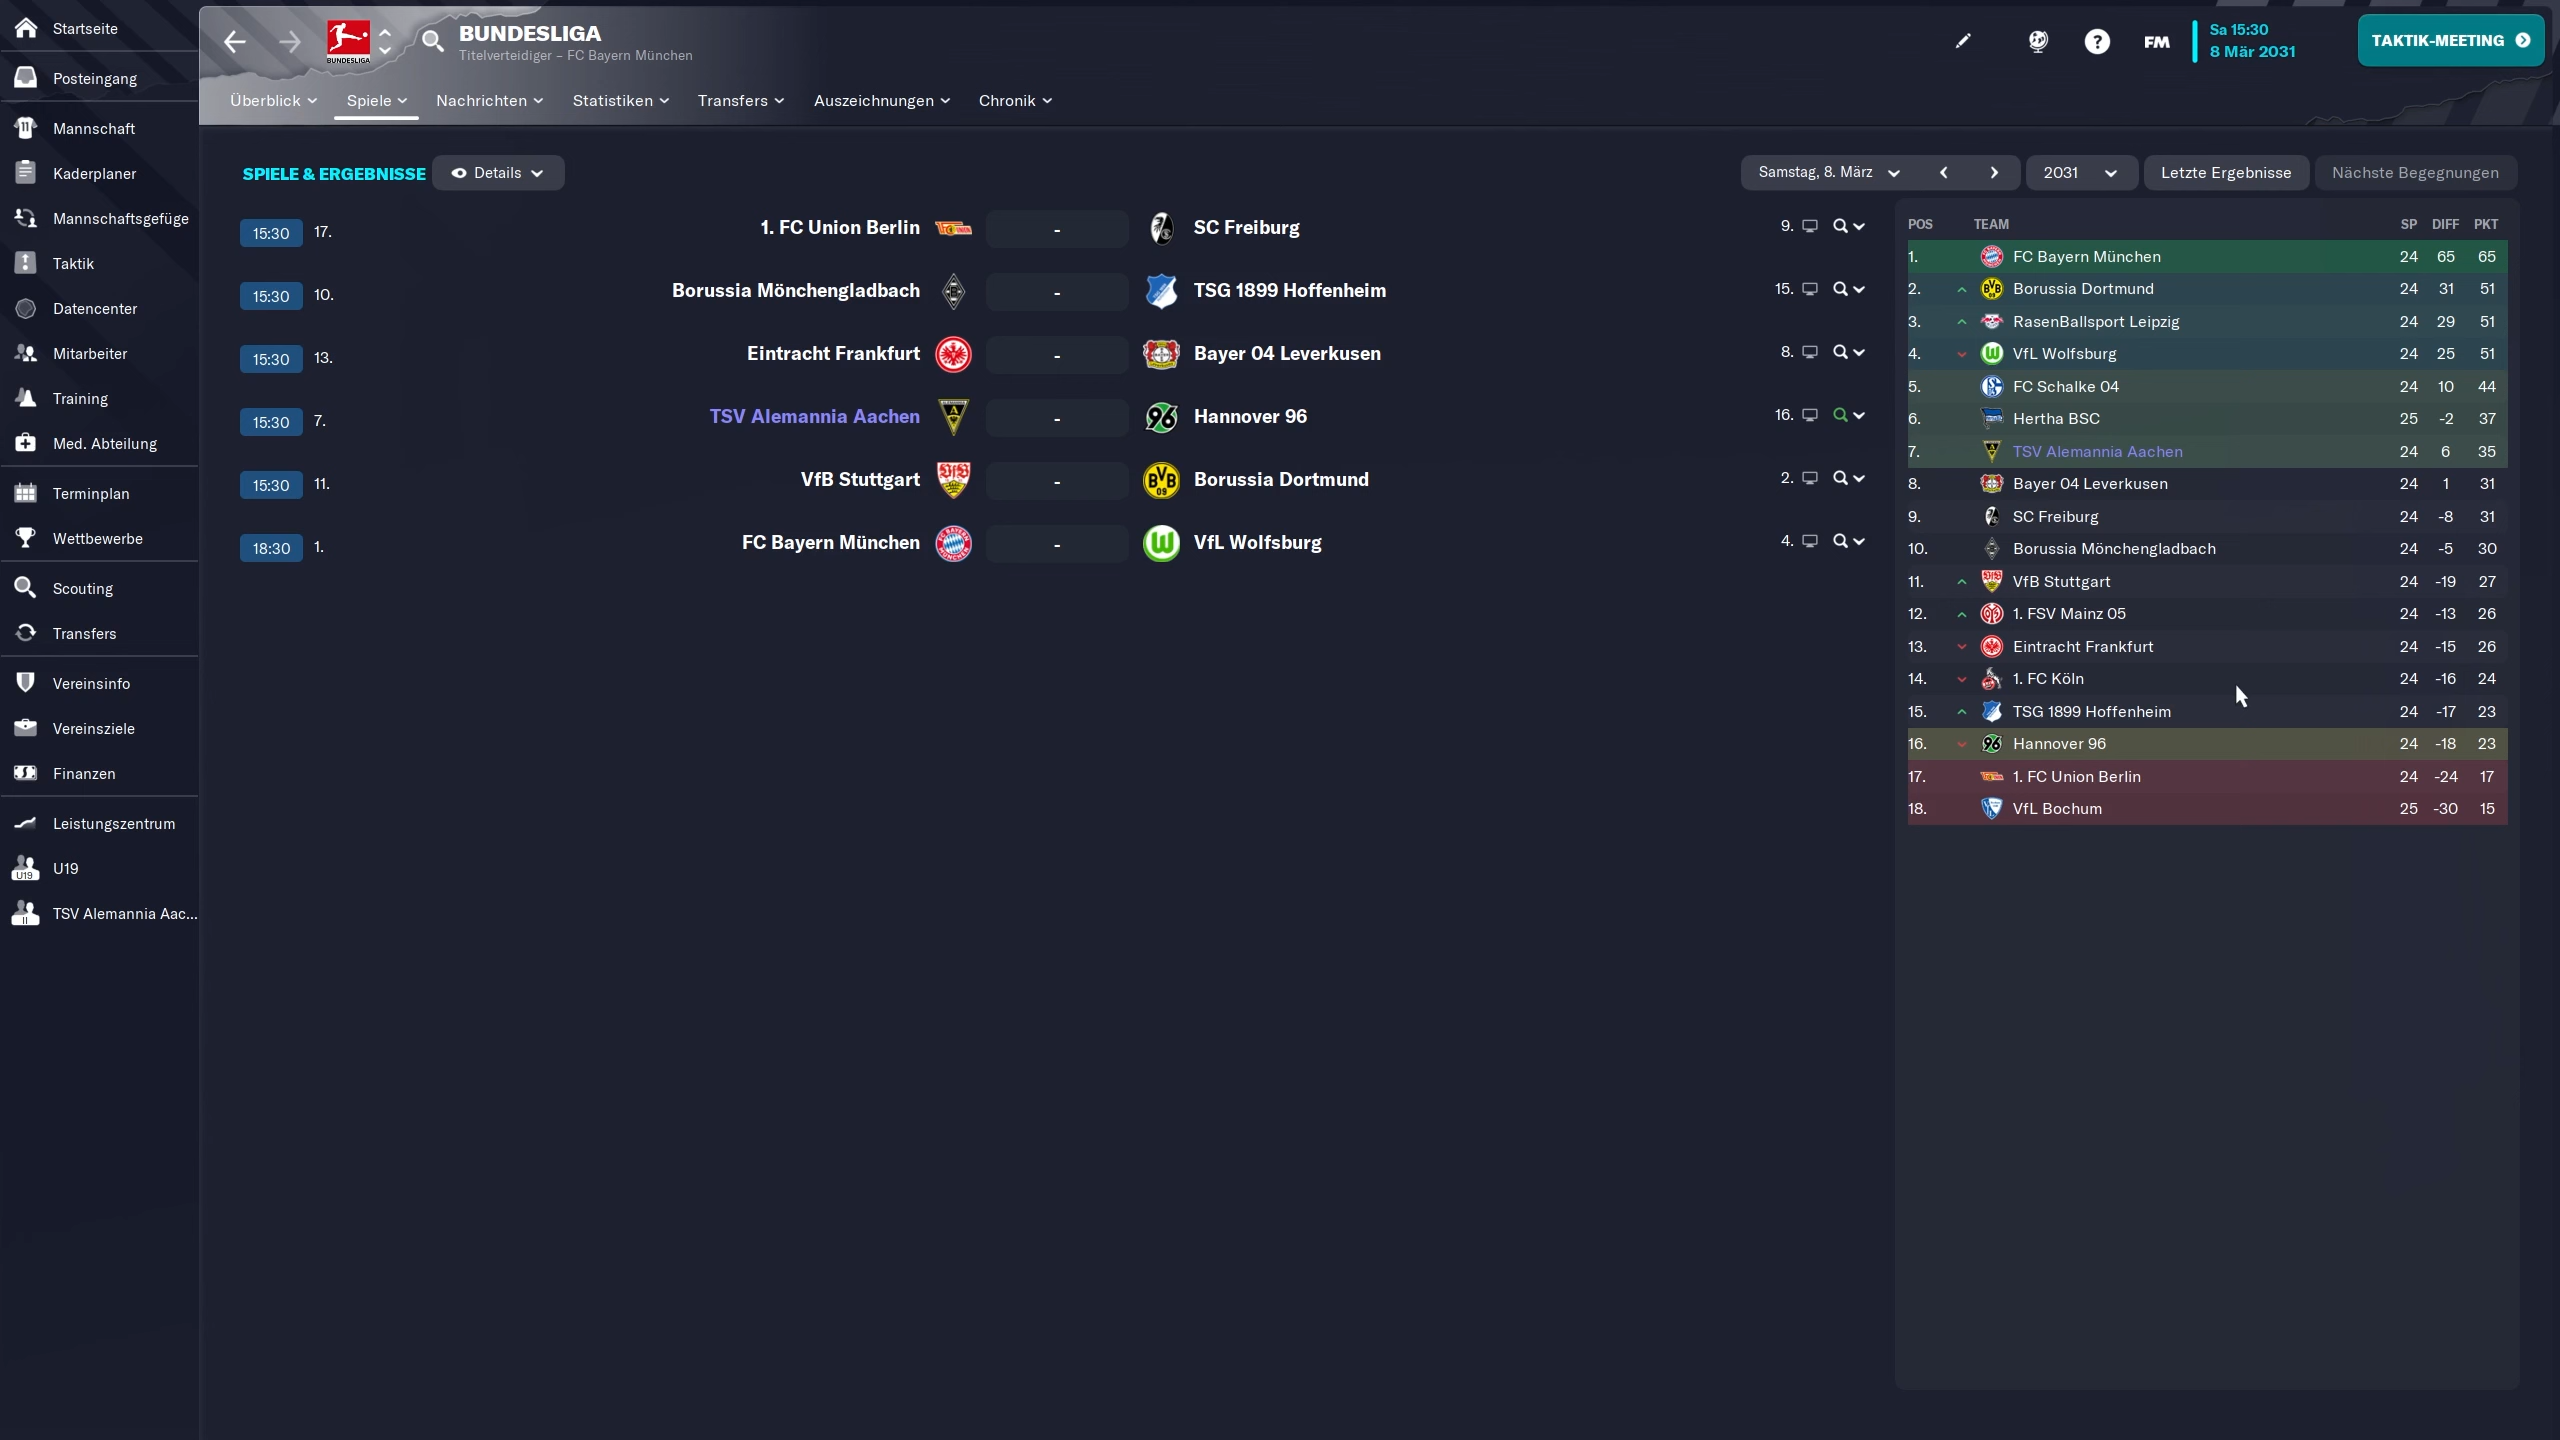 Startseite
Posteingang
Mannschaft
Kaderplaner
Mannschaftsgefüge
Taktik
Datencenter
Mitarbeiter
Training
Med. Abteilung
Terminplan
Wettbewerbe
Scouting
Transfers
Vereinsinfo
Vereinsziele
Finanzen
Leistungszentrum
U19
TSV Alemannia Aac...
BUNDESLIGA
BUNDESLIGA
Titelverteidiger - FC Bayern München
FM
Sa 15:30
8 Mär 2031
TAKTIK-MEETING
Überblick Spiele Nachrichten Statistiken Transfers Auszeichnungen Chronik
SPIELE & ERGEBNISSE Details
Samstag, 8. März 2031 Letzte Ergebnisse Nächste Begegnungen
15:30 17. 1. FC Union Berlin - SC Freiburg 9.
15:30 10. Borussia Mönchengladbach - TSG 1899 Hoffenheim 15.
15:30 13. Eintracht Frankfurt - Bayer 04 Leverkusen 8.
15:30 7. TSV Alemannia Aachen - Hannover 96 16.
15:30 11. VfB Stuttgart - Borussia Dortmund 2.
18:30 1. FC Bayern München - VfL Wolfsburg 4.
POS TEAM SP DIFF PKT
1. FC Bayern München 24 65 65
2. Borussia Dortmund 24 31 51
3. RasenBallsport Leipzig 24 29 51
4. VfL Wolfsburg 24 25 51
5. FC Schalke 04 24 10 44
6. Hertha BSC 25 -2 37
7. TSV Alemannia Aachen 24 6 35
8. Bayer 04 Leverkusen 24 1 31
9. SC Freiburg 24 -8 31
10. Borussia Mönchengladbach 24 -5 30
11. VfB Stuttgart 24 -19 27
12. 1. FSV Mainz 05 24 -13 26
13. Eintracht Frankfurt 24 -15 26
14. 1. FC Köln 24 -16 24
15. TSG 1899 Hoffenheim 24 -17 23
16. Hannover 96 24 -18 23
17. 1. FC Union Berlin 24 -24 17
18. VfL Bochum 25 -30 15